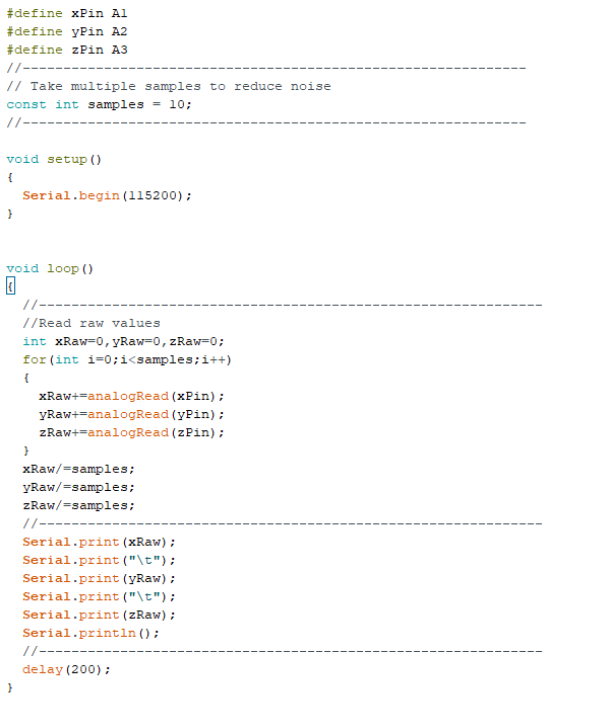 #define xPin A1
#define yPin A2
#define zPin A3
//--------------------------------------------------------------
// Take multiple samples to reduce noise
const int samples = 10;
//--------------------------------------------------------------
void setup()
{
  Serial.begin(115200);
}
void loop()
{
  //--------------------------------------------------------------
  //Read raw values
  int xRaw=0,yRaw=0,zRaw=0;
  for(int i=0;i<samples;i++)
  {
    xRaw+=analogRead(xPin);
    yRaw+=analogRead(yPin);
    zRaw+=analogRead(zPin);
  }
  xRaw/=samples;
  yRaw/=samples;
  zRaw/=samples;
  //--------------------------------------------------------------
  Serial.print(xRaw);
  Serial.print("\t");
  Serial.print(yRaw);
  Serial.print("\t");
  Serial.print(zRaw);
  Serial.println();
  //--------------------------------------------------------------
  delay(200);
}